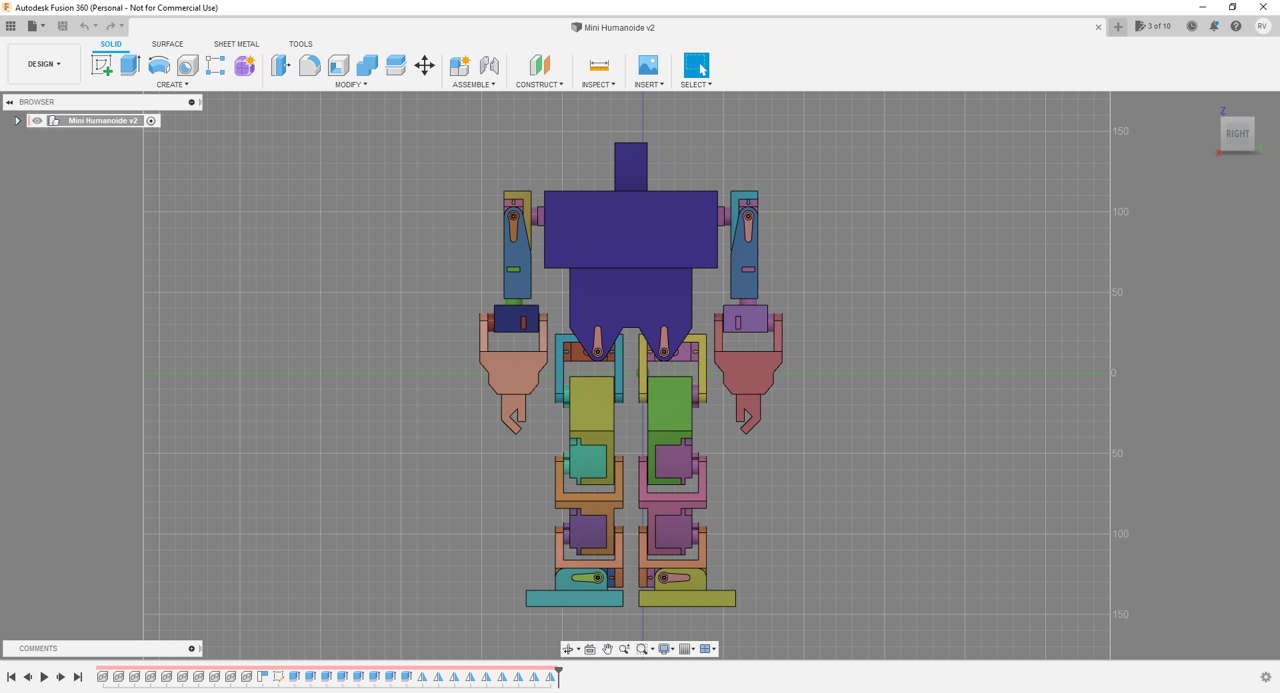 Autodesk Fusion 360 (Personal - Not for Commercial Use)
Mini Humanoide v2
3 of 10
RV
SOLID
SURFACE
SHEET METAL
TOOLS
DESIGN
CREATE
MODIFY
ASSEMBLE
CONSTRUCT
INSPECT
INSERT
SELECT
BROWSER
Mini Humanoide v2
Z
RIGHT
X
150
100
50
0
50
100
150
COMMENTS